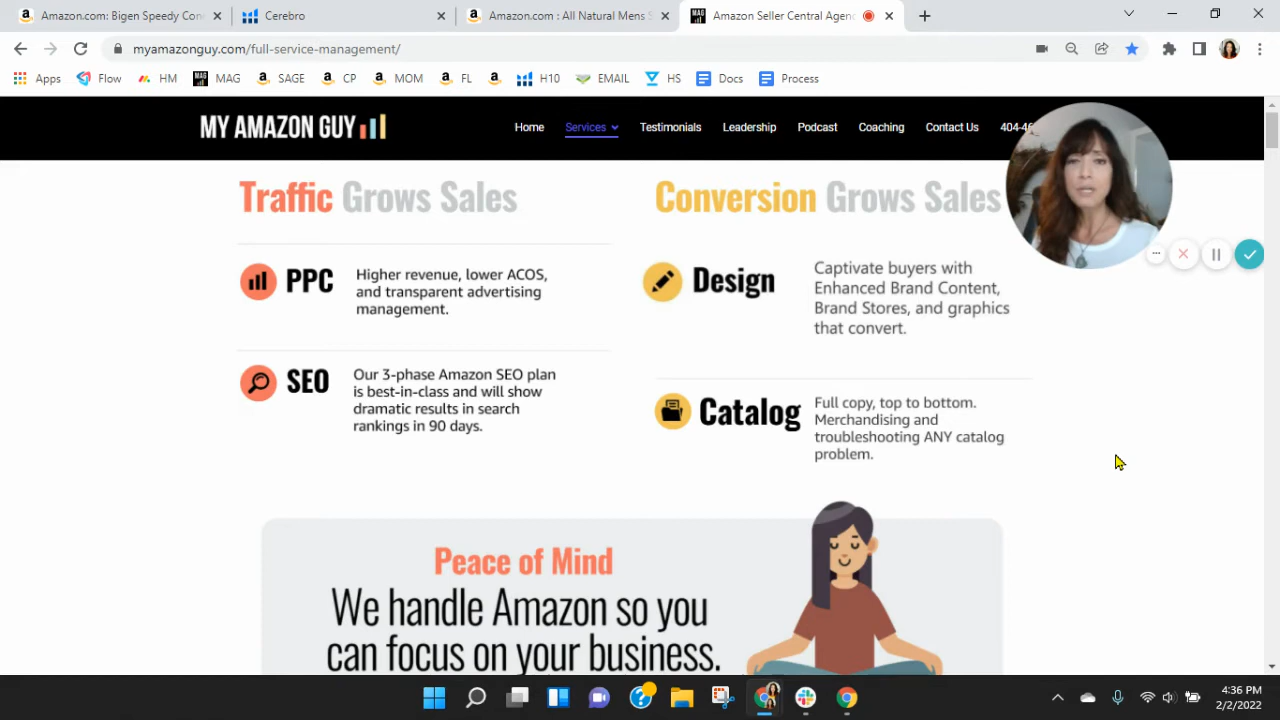 Amazon.com: Bigen Speedy Con
Cerebro
Amazon.com : All Natural Mens S
Amazon Seller Central Agen
myamazonguy.com/full-service-management/
Apps
Flow
HM
MAG
SAGE
CP
MOM
FL
H10
EMAIL
HS
Docs
Process
MY AMAZON GUY
Home
Services
Testimonials
Leadership
Podcast
Coaching
Contact Us
Traffic Grows Sales
Conversion Grows Sales
PPC
Higher revenue, lower ACOS,
and transparent advertising
management.
Design
Captivate buyers with
Enhanced Brand Content,
Brand Stores, and graphics
that convert.
SEO
Our 3-phase Amazon SEO plan
is best-in-class and will show
dramatic results in search
rankings in 90 days.
Catalog
Full copy, top to bottom.
Merchandising and
troubleshooting ANY catalog
problem.
Peace of Mind
We handle Amazon so you
can focus on your business.
4:36 PM
2/2/2022